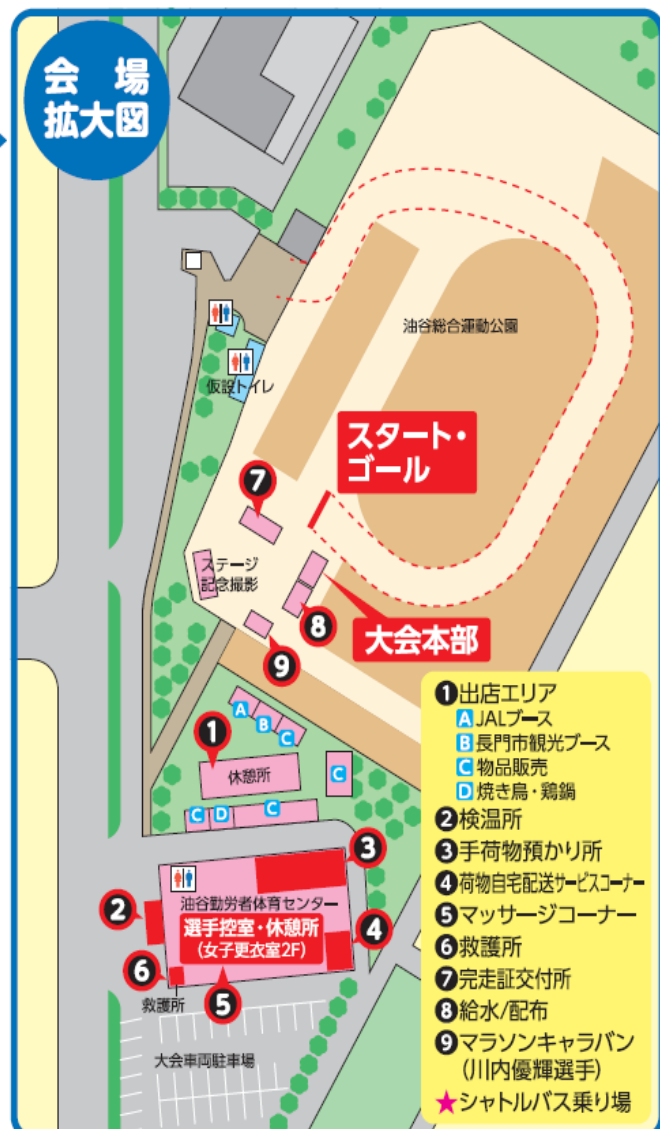 会 場
拡大図
油谷総合運動公園
仮設トイレ
スタート・
ゴール
7
ステージ
記念撮影
8
大会本部
9
1
A
B
C
休憩所
C
C
D
C
3
油谷勤労者体育センター
2
選手控室・休憩所
(女子更衣室2F)
4
6
救護所
5
大会車両駐車場
1出店エリア
A JALブース
B 長門市観光ブース
C 物品販売
D 焼き鳥・鶏鍋
2検温所
3手荷物預かり所
4荷物自宅配送サービスコーナー
5マッサージコーナー
6救護所
7完走証交付所
8給水/配布
9マラソンキャラバン
(川内優輝選手)
★シャトルバス乗り場